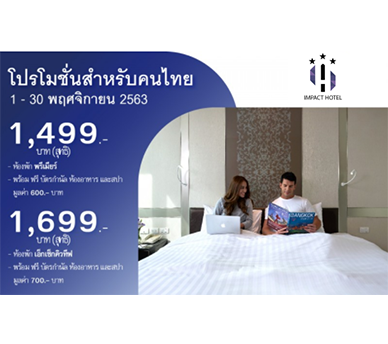 โปรโมชั่นสำหรับคนไทย
1 - 30 พฤศจิกายน 2563
1,499.-
บาท (สุทธิ)
- ห้องพัก พรีเมียร์
- พร้อม ฟรี บัตรกำนัล ห้องอาหาร และสปา
มูลค่า 600.- บาท
1,699.-
บาท (สุทธิ)
- ห้องพัก เอ็กเซ็กคิวทีฟ
- พร้อม ฟรี บัตรกำนัล ห้องอาหาร และสปา
มูลค่า 700.- บาท
IMPACT HOTEL
BANGKOK